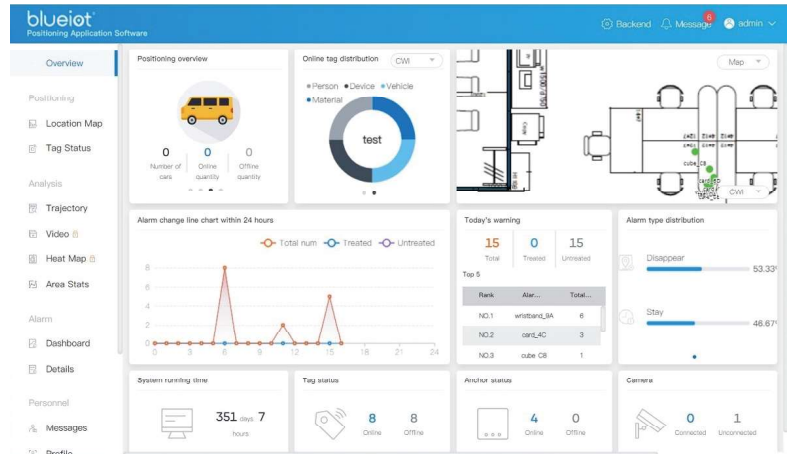 blueiot
Positioning Application Software
Backend
Message
6
admin
Overview
Positioning
Location Map
Tag Status
Analysis
Trajectory
Video
Heat Map
Area Stats
Alarm
Dashboard
Details
Personnel
Messages
Profile
Positioning overview
0 0 0
Number of cars
Online quantity
Offline quantity
Online tag distribution
CWI
Person Device Vehicle
Material
test
Map
cube_C8
CWI
Alarm change line chart within 24 hours
Total num Treated Untreated
8
6
4
2
0
0 3 6 9 12 15 18 21 24
Today's warning
15 0 15
Total Treated Untreated
Top 5
Rank Alar... Total...
NO.1 wristband_9A 6
NO.2 card_4C 3
NO.3 cube C8 1
Alarm type distribution
Disappear
53.33
Stay
46.67
System running time
351 days 7
hours
Tag status
8 8
Online Offline
Anchor status
4 0
Online Offline
Camera
0 1
Connected Unconnected